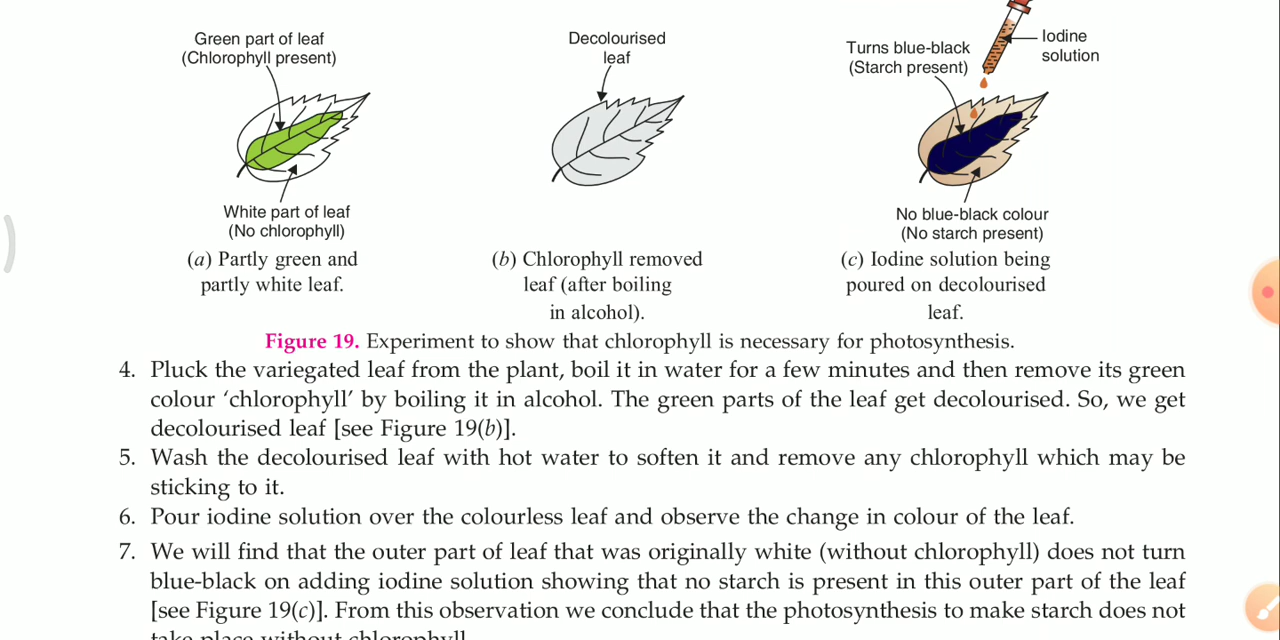 Green part of leaf
(Chlorophyll present)
Decolourised
leaf
Turns blue-black
(Starch present)
Iodine
solution
White part of leaf
(No chlorophyll)
No blue-black colour
(No starch present)
(a) Partly green and
partly white leaf.
(b) Chlorophyll removed
leaf (after boiling
in alcohol).
(c) Iodine solution being
poured on decolourised
leaf.
Figure 19. Experiment to show that chlorophyll is necessary for photosynthesis.
4. Pluck the variegated leaf from the plant, boil it in water for a few minutes and then remove its green
colour ‘chlorophyll’ by boiling it in alcohol. The green parts of the leaf get decolourised. So, we get
decolourised leaf [see Figure 19(b)].
5. Wash the decolourised leaf with hot water to soften it and remove any chlorophyll which may be
sticking to it.
6. Pour iodine solution over the colourless leaf and observe the change in colour of the leaf.
7. We will find that the outer part of leaf that was originally white (without chlorophyll) does not turn
blue-black on adding iodine solution showing that no starch is present in this outer part of the leaf
[see Figure 19(c)]. From this observation we conclude that the photosynthesis to make starch does not
take place without chlorophyll